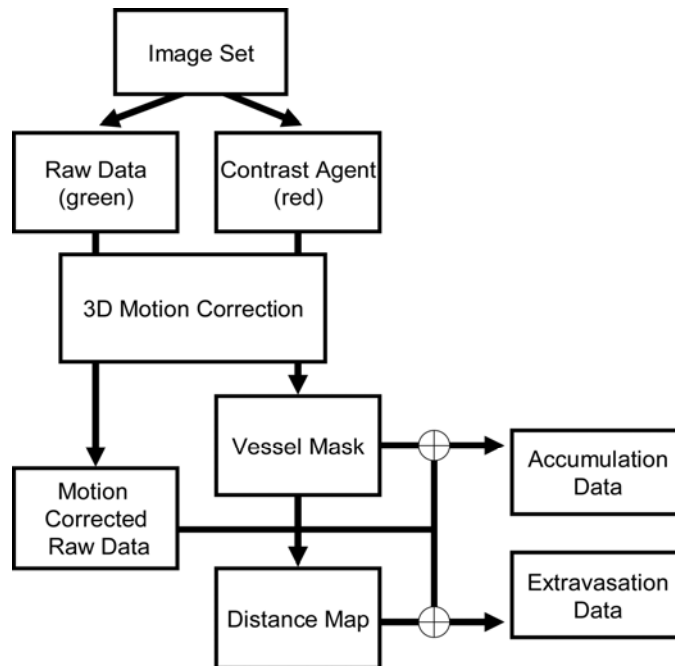 Image Set
Raw Data
(green)
Contrast Agent
(red)
3D Motion Correction
Vessel Mask
Accumulation
Data
Motion
Corrected
Raw Data
Distance Map
Extravasation
Data